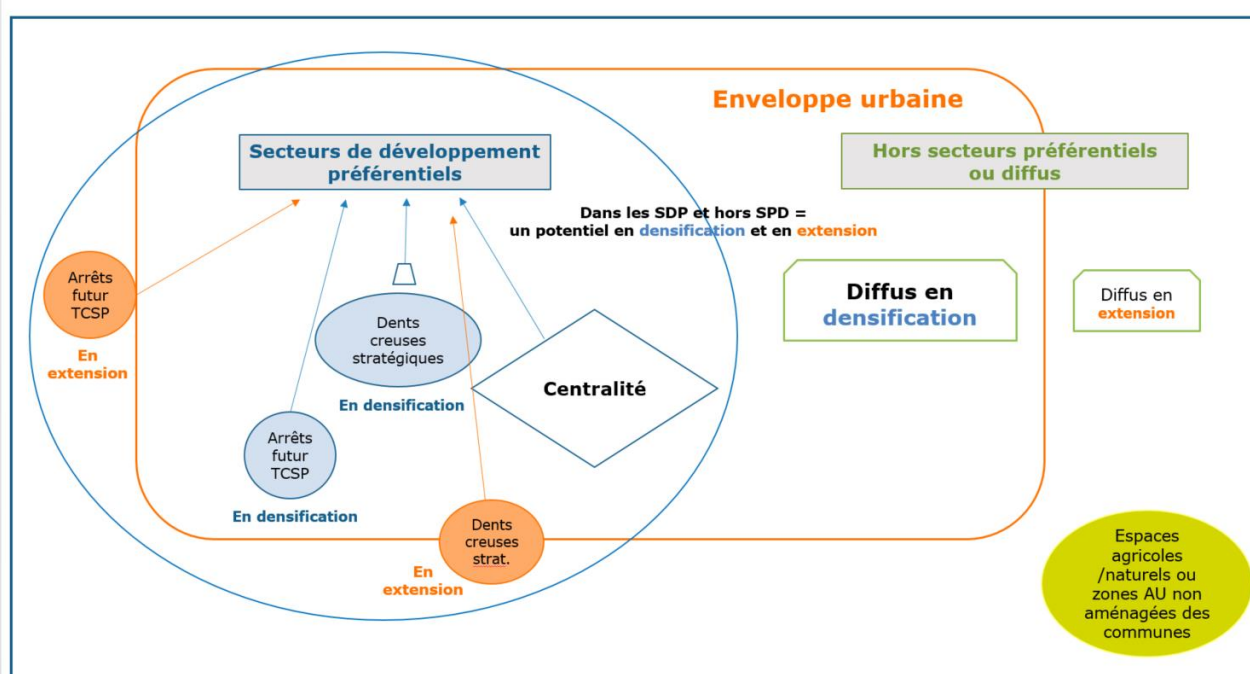 Enveloppe urbaine
Secteurs de développement
préférentiels
Hors secteurs préférentiels
ou diffus
Dans les SDP et hors SPD =
un potentiel en densification et en extension
Arrêts
futur
TCSP
En
extension
Dents
creuses
stratégiques
En densification
Centralité
Diffus en
densification
Diffus en
extension
Arrêts
futur
TCSP
En densification
Dents
creuses
strat.
En
extension
Espaces
agricoles
/naturels ou
zones AU non
aménagées des
communes